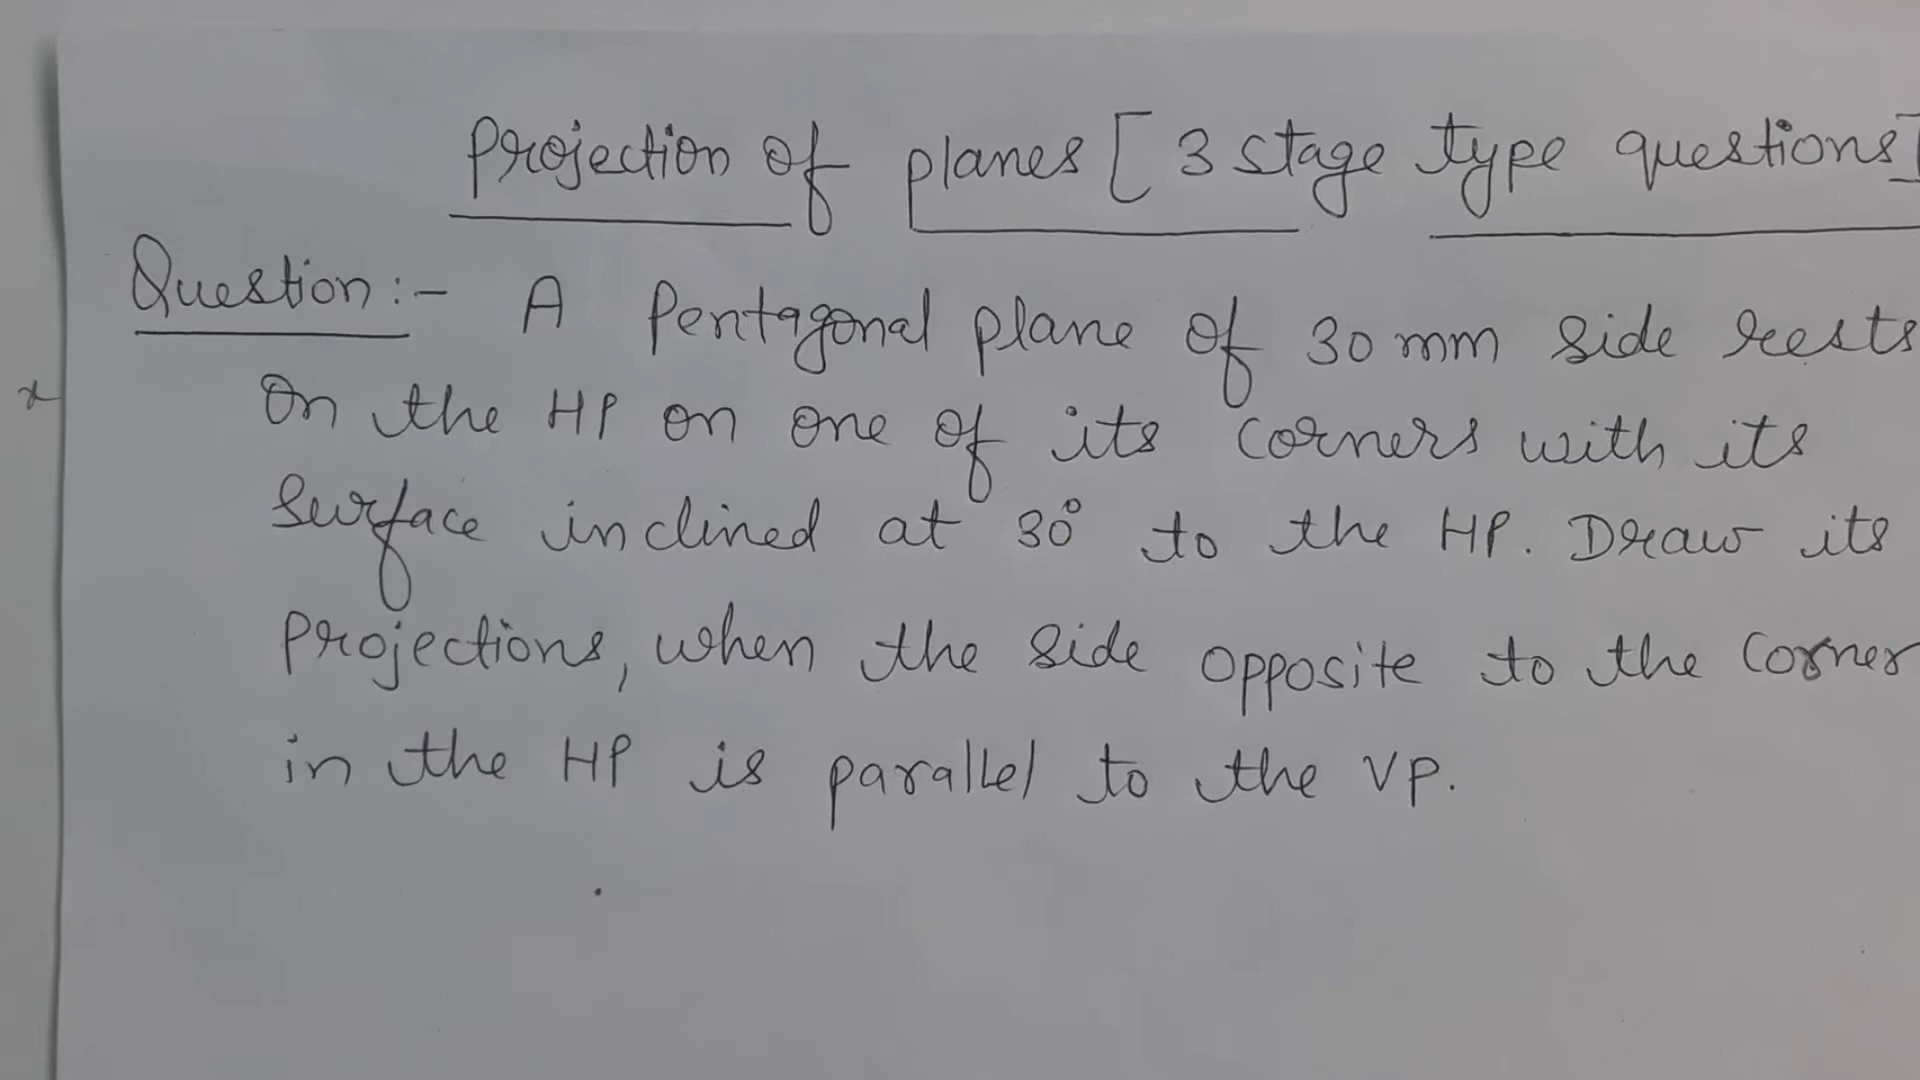 Projection of planes [3 stage type questions]
Question:- A Pentagonal plane of 30 mm side rests
on the HP on one of its corners with its
surface inclined at 30° to the HP. Draw its
projections, when the side opposite to the corner
in the HP is parallel to the VP.